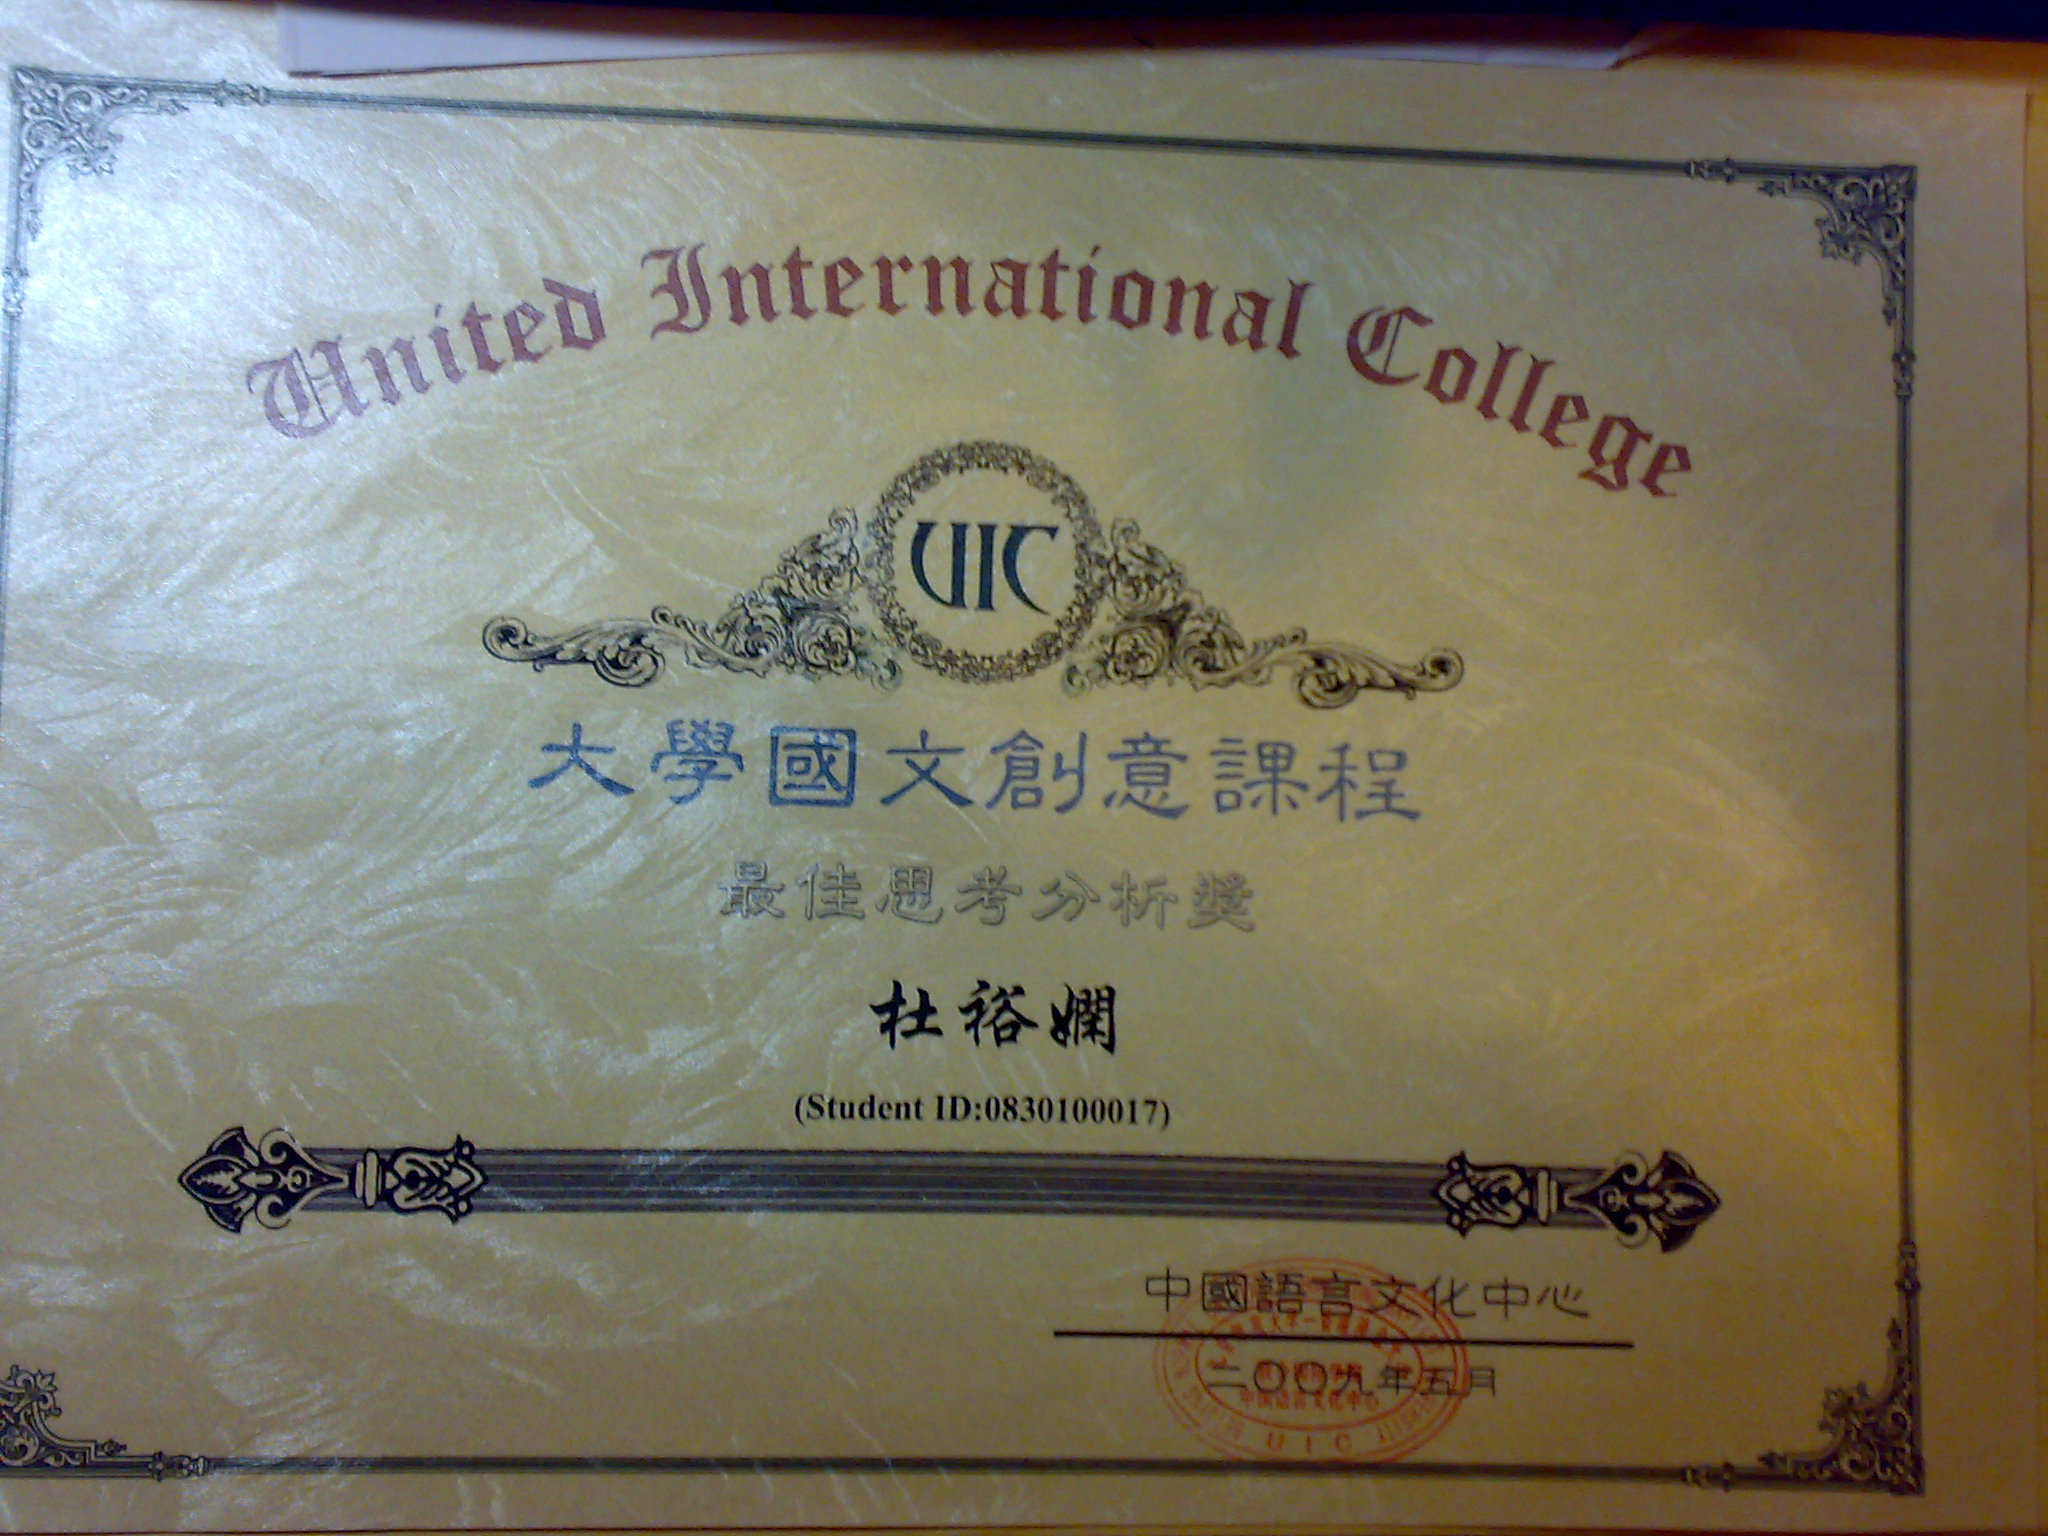 United International College
UIC
大學國文創意課程
最佳思考分析獎
杜裕嫻
(Student ID:0830100017)
中國語言文化中心
二〇〇九年五月
UIC